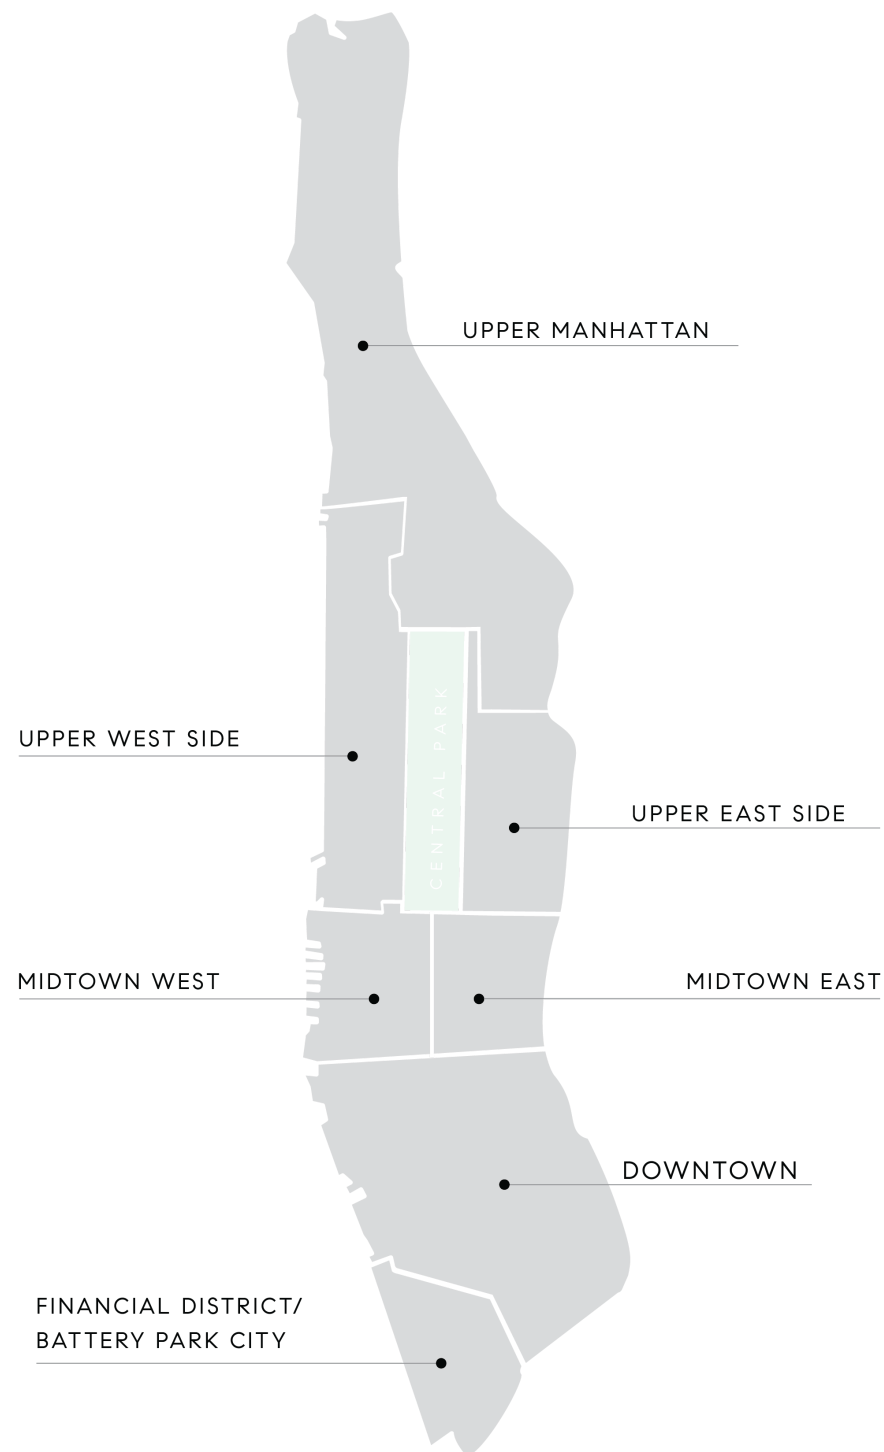 UPPER MANHATTAN
CENTRAL PARK
UPPER WEST SIDE
UPPER EAST SIDE
MIDTOWN WEST
MIDTOWN EAST
DOWNTOWN
FINANCIAL DISTRICT/
BATTERY PARK CITY